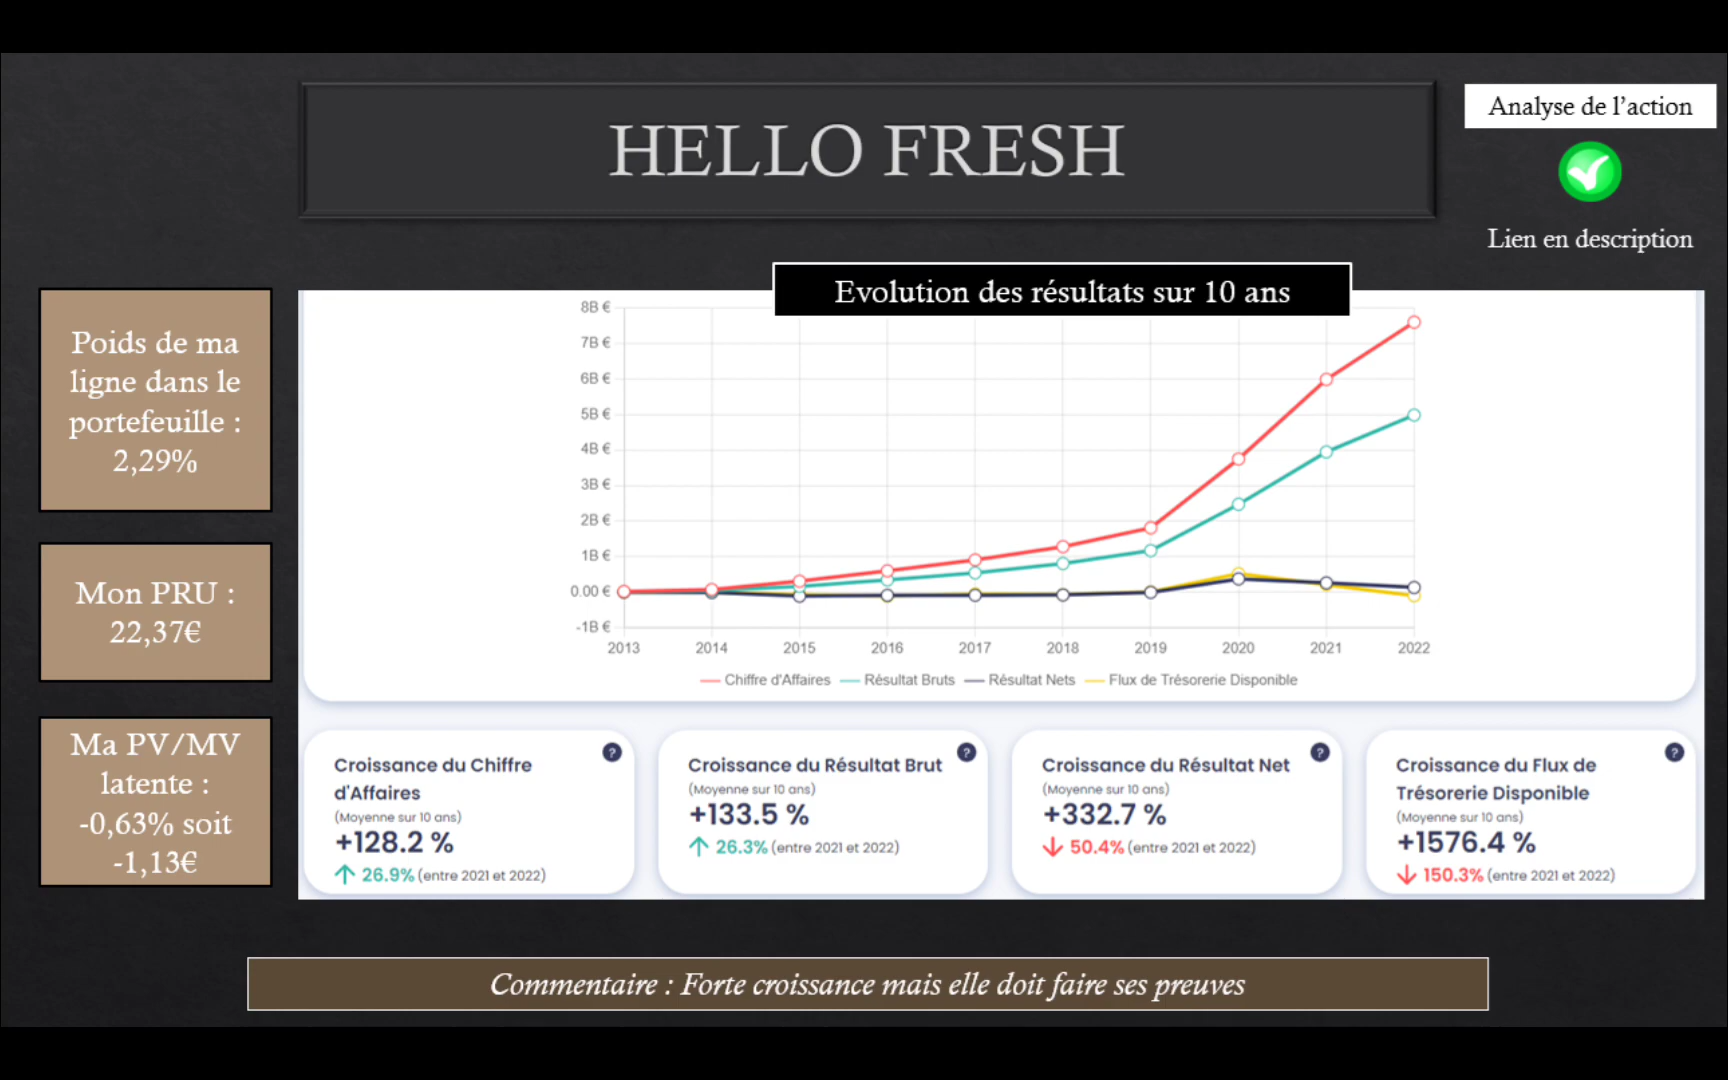 HELLO FRESH
Analyse de l'action
Lien en description
Poids de ma
ligne dans le
portefeuille :
2,29%
Mon PRU :
22,37€
Ma PV/MV
latente :
-0,63% soit
-1,13€
Evolution des résultats sur 10 ans
8B €
7B €
6B €
5B €
4B €
3B €
2B €
1B €
0.00 €
-1B €
2013 2014 2015 2016 2017 2018 2019 2020 2021 2022
Chiffre d'Affaires Résultat Bruts Résultat Nets Flux de Trésorerie Disponible
Croissance du Chiffre
d'Affaires
(Moyenne sur 10 ans)
+128.2 %
26.9% (entre 2021 et 2022)
?
Croissance du Résultat Brut
(Moyenne sur 10 ans)
+133.5 %
26.3% (entre 2021 et 2022)
?
Croissance du Résultat Net
(Moyenne sur 10 ans)
+332.7 %
50.4% (entre 2021 et 2022)
?
Croissance du Flux de
Trésorerie Disponible
(Moyenne sur 10 ans)
+1576.4 %
150.3% (entre 2021 et 2022)
?
Commentaire : Forte croissance mais elle doit faire ses preuves